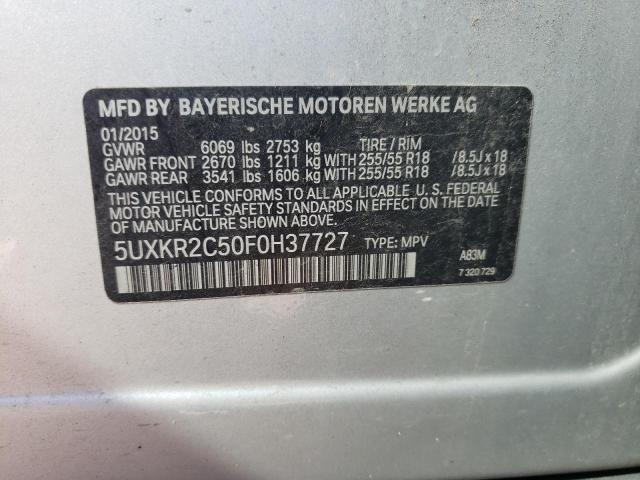 MFD BY BAYERISCHE MOTOREN WERKE AG
01/2015
GVWR 6069 lbs 2753 kg TIRE / RIM
GAWR FRONT 2670 lbs 1211 kg WITH 255/55 R18 /8.5J x 18
GAWR REAR 3541 lbs 1606 kg WITH 255/55 R18 /8.5J x 18
THIS VEHICLE CONFORMS TO ALL APPLICABLE U. S. FEDERAL
MOTOR VEHICLE SAFETY STANDARDS IN EFFECT ON THE DATE
OF MANUFACTURE SHOWN ABOVE.
5UXKR2C50F0H37727 TYPE: MPV
A83M
7 320 729